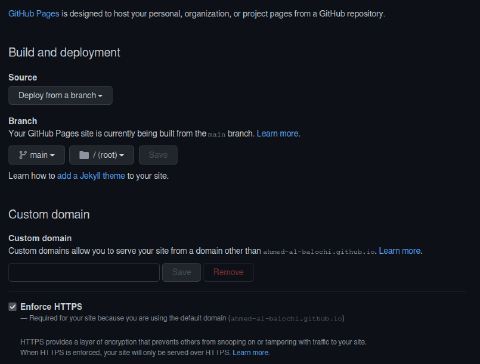 GitHub Pages is designed to host your personal, organization, or project pages from a GitHub repository.
Build and deployment
Source
Deploy from a branch
Branch
Your GitHub Pages site is currently being built from the main branch. Learn more.
main / (root) Save
Learn how to add a Jekyll theme to your site.
Custom domain
Custom domain
Custom domains allow you to serve your site from a domain other than ahmed-al-balochi.github.io. Learn more.
Save Remove
Enforce HTTPS
— Required for your site because you are using the default domain (ahmed-al-balochi.github.io)
HTTPS provides a layer of encryption that prevents others from snooping on or tampering with traffic to your site.
When HTTPS is enforced, your site will only be served over HTTPS. Learn more.